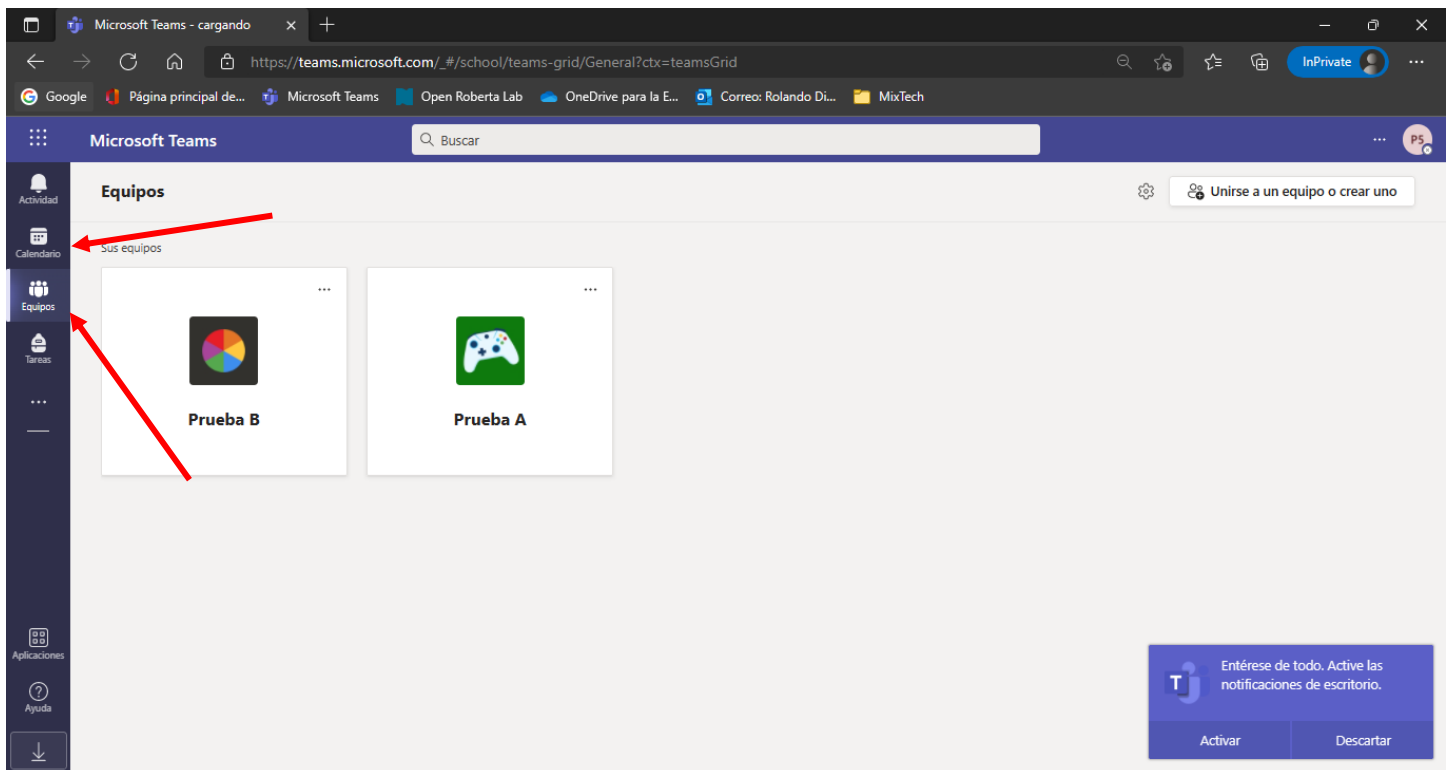 Microsoft Teams - cargando
https://teams.microsoft.com/_#/school/teams-grid/General?ctx=teamsGrid
InPrivate
Google
Página principal de...
Microsoft Teams
Open Roberta Lab
OneDrive para la E...
Correo: Rolando Di...
MixTech
Microsoft Teams
Buscar
PS
Actividad
Calendario
Equipos
Tareas
Aplicaciones
Ayuda
Equipos
Unirse a un equipo o crear uno
Sus equipos
Prueba B
Prueba A
T
Entérese de todo. Active las
notificaciones de escritorio.
Activar
Descartar